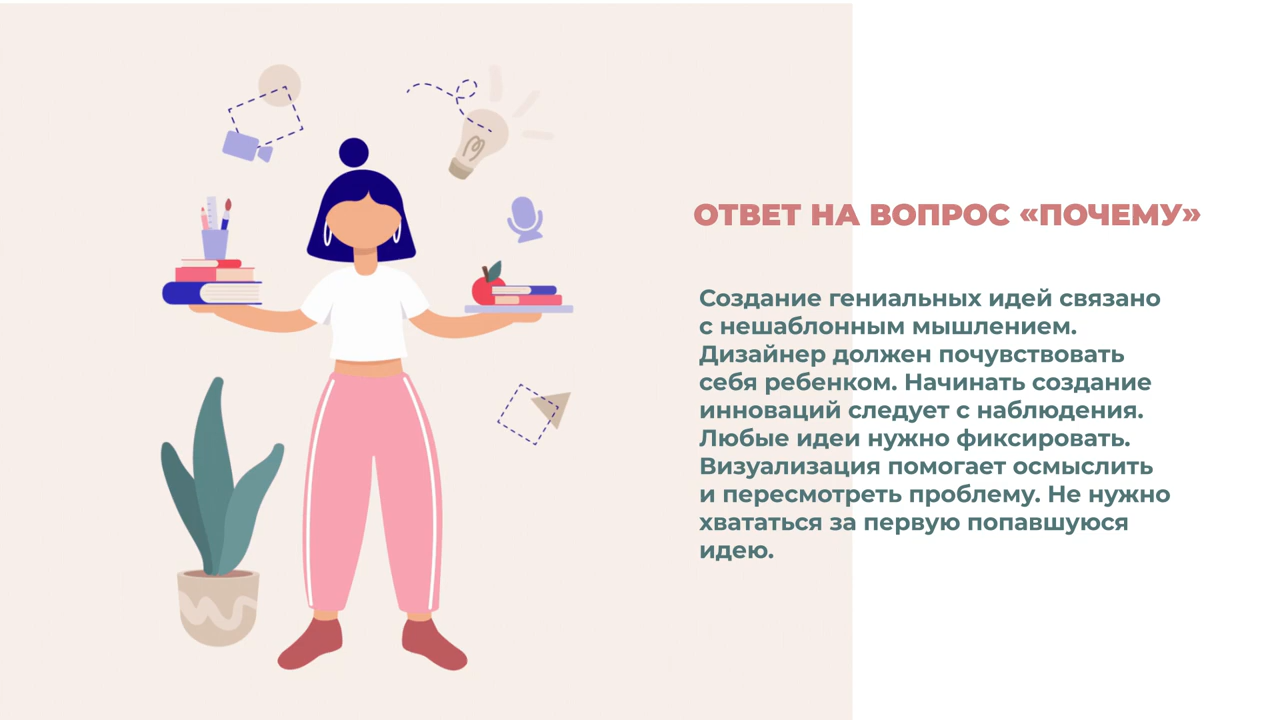 ОТВЕТ НА ВОПРОС «ПОЧЕМУ»
Создание гениальных идей связано
с нешаблонным мышлением.
Дизайнер должен почувствовать
себя ребенком. Начинать создание
инноваций следует с наблюдения.
Любые идеи нужно фиксировать.
Визуализация помогает осмыслить
и пересмотреть проблему. Не нужно
хвататься за первую попавшуюся
идею.